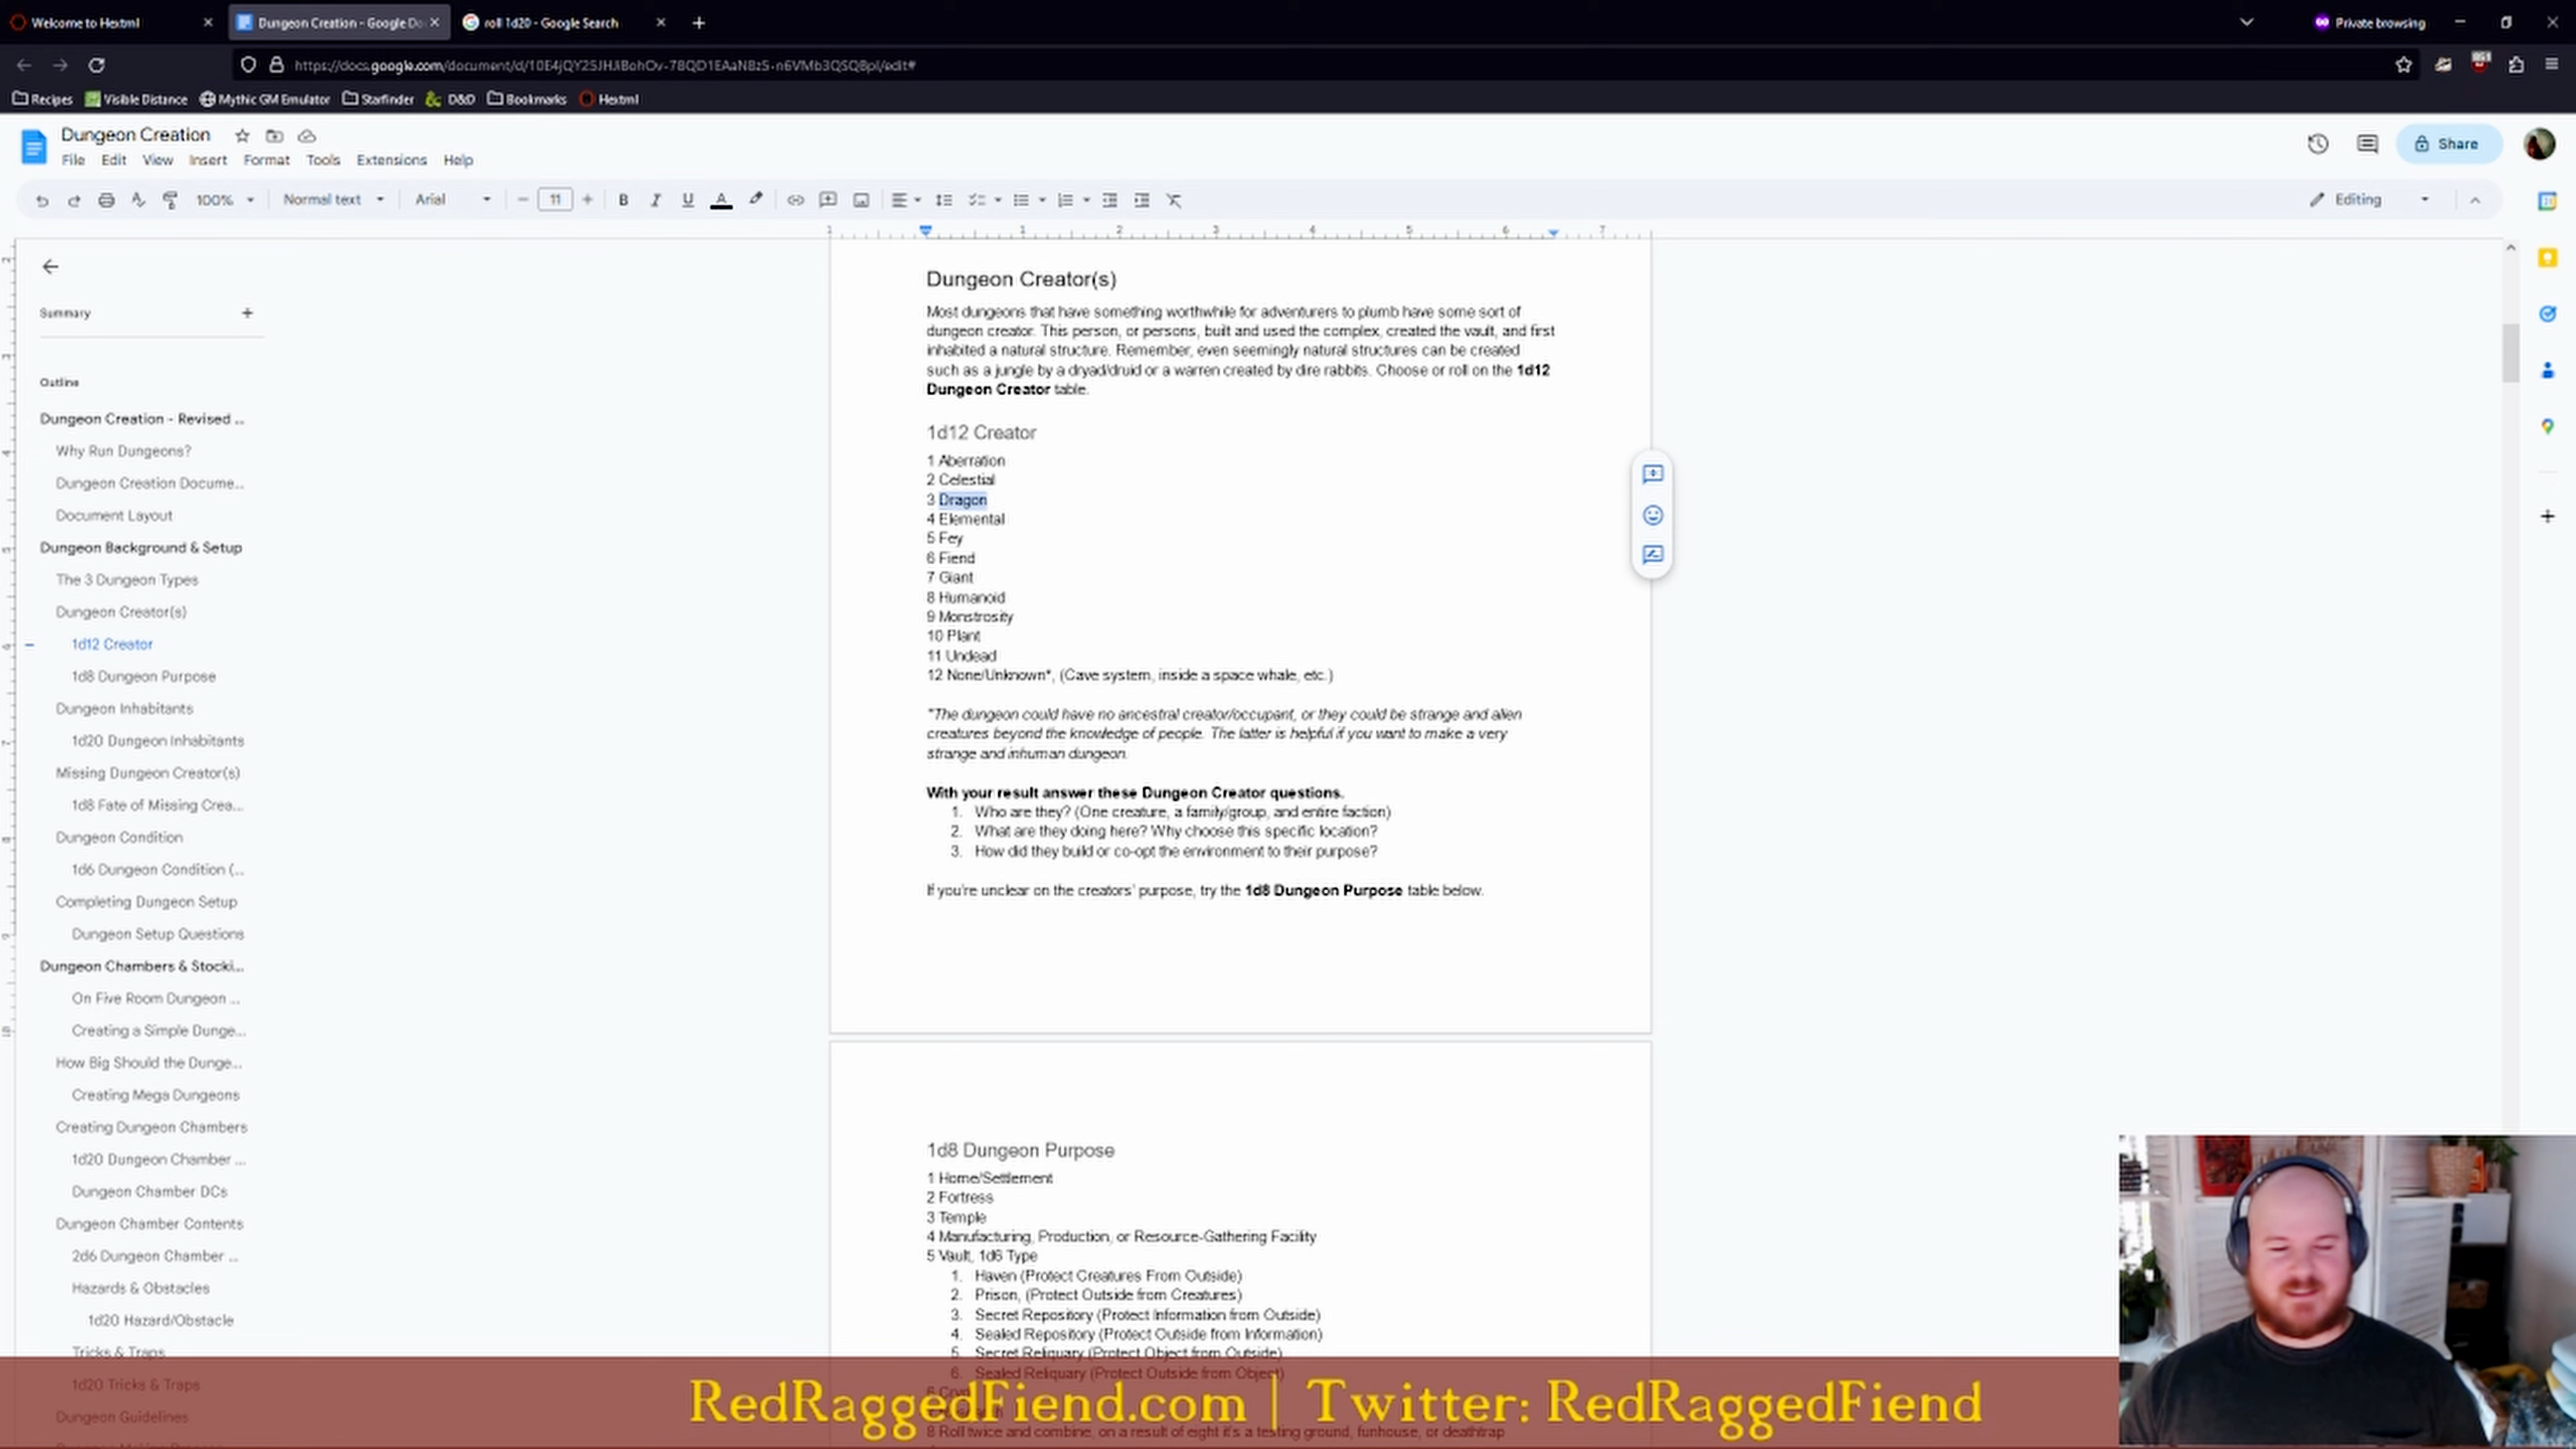 Welcome to Hextml
Dungeon Creation - Google Do
roll 1d20 - Google Search
Private browsing
https://docs.google.com/document/d/
Recipes
Visible Distance
Mythic GM Emulator
Starfinder
D&D
Bookmarks
Hextml
Dungeon Creation
File Edit View Insert Format Tools Extensions Help
Share
100%
Normal text
Arial
11
Editing
Summary
Outline
Dungeon Creation - Revised ...
Why Run Dungeons?
Dungeon Creation Docume...
Document Layout
Dungeon Background & Setup
The 3 Dungeon Types
Dungeon Creator(s)
1d12 Creator
1d8 Dungeon Purpose
Dungeon Inhabitants
1d20 Dungeon Inhabitants
Missing Dungeon Creator(s)
1d8 Fate of Missing Crea...
Dungeon Condition
1d6 Dungeon Condition (...
Completing Dungeon Setup
Dungeon Setup Questions
Dungeon Chambers & Stocki...
On Five Room Dungeon ...
Creating a Simple Dunge...
How Big Should the Dunge...
Creating Mega Dungeons
Creating Dungeon Chambers
1d20 Dungeon Chamber ...
Dungeon Chamber DCs
Dungeon Chamber Contents
2d6 Dungeon Chamber ...
Hazards & Obstacles
1d20 Hazard/Obstacle
Tricks & Traps
1d20 Tricks & Traps
Dungeon Guidelines
Dungeon Creator(s)
Most dungeons that have something worthwhile for adventurers to plumb have some sort of
dungeon creator. This person, or persons, built and used the complex, created the vault, and first
inhabited a natural structure. Remember, even seemingly natural structures can be created
such as a jungle by a dryad/druid or a warren created by dire rabbits. Choose or roll on the 1d12
Dungeon Creator table.
1d12 Creator
1 Aberration
2 Celestial
3 Dragon
4 Elemental
5 Fey
6 Fiend
7 Giant
8 Humanoid
9 Monstrosity
10 Plant
11 Undead
12 None/Unknown*, (Cave system, inside a space whale, etc.)
*The dungeon could have no ancestral creator/occupant, or they could be strange and alien
creatures beyond the knowledge of people. The latter is helpful if you want to make a very
strange and inhuman dungeon.
With your result answer these Dungeon Creator questions.
1. Who are they? (One creature, a family/group, and entire faction)
2. What are they doing here? Why choose this specific location?
3. How did they build or co-opt the environment to their purpose?
If you're unclear on the creators' purpose, try the 1d8 Dungeon Purpose table below.
1d8 Dungeon Purpose
1 Home/Settlement
2 Fortress
3 Temple
4 Manufacturing, Production, or Resource-Gathering Facility
5 Vault, 1d6 Type
1. Haven (Protect Creatures From Outside)
2. Prison, (Protect Outside from Creatures)
3. Secret Repository (Protect Information from Outside)
4. Sealed Repository (Protect Outside from Information)
5. Secret Reliquary (Protect Object from Outside)
6. Sealed Reliquary (Protect Outside from Object)
RedRaggedFiend.com | Twitter: RedRaggedFiend
8 Roll twice and combine, on a result of eight it's a testing ground, funhouse, or deathtrap